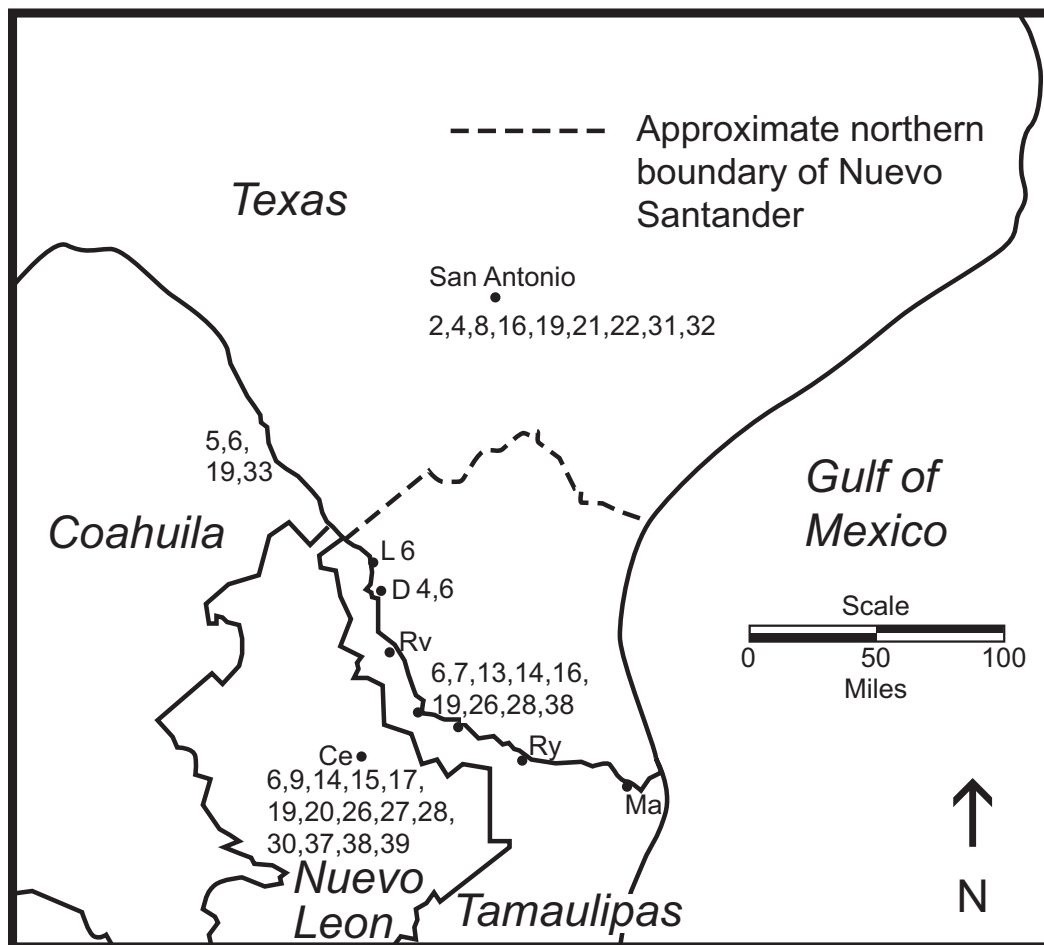 Approximate northern
boundary of Nuevo
Santander
Texas
San Antonio
2,4,8,16,19,21,22,31,32
5,6,
19,33
Gulf of
Mexico
Coahuila
L 6
D 4,6
Scale
0 50 100
Miles
Rv
6,7,13,14,16,
19,26,28,38
Ry
Ce
6,9,14,15,17,
19,20,26,27,28,
30,37,38,39
Ma
Nuevo
Leon
Tamaulipas
N